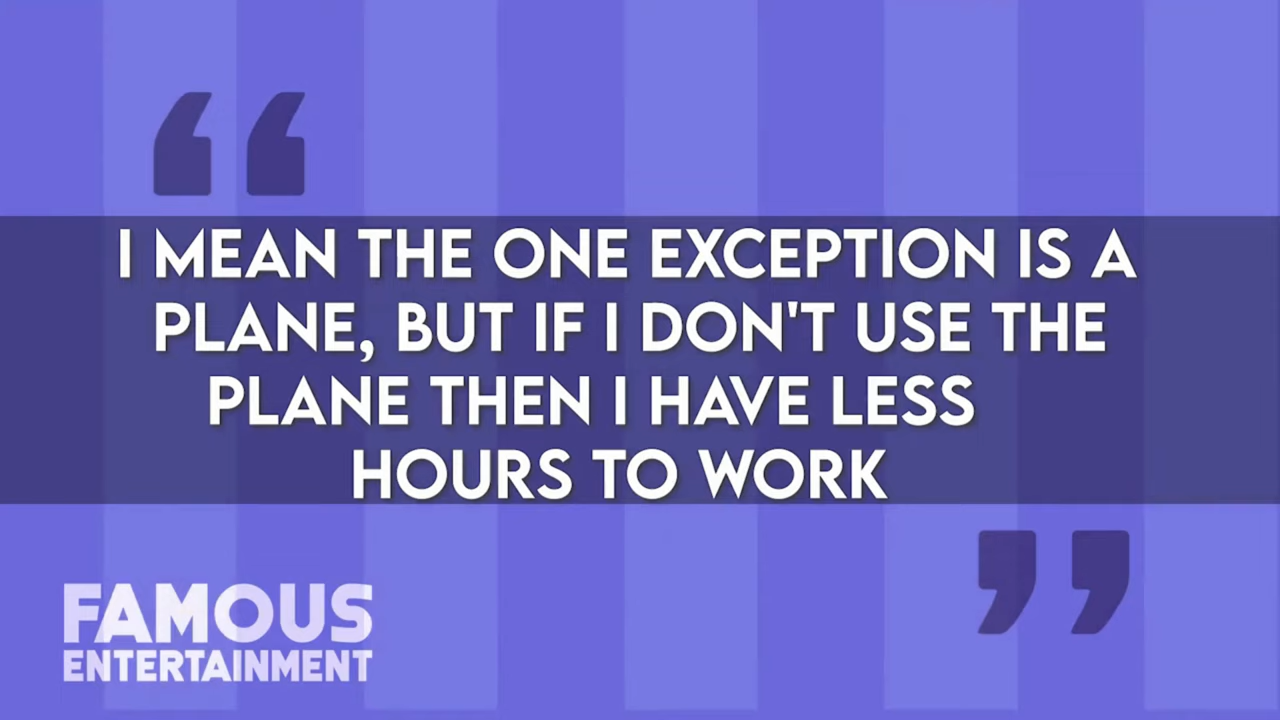 I MEAN THE ONE EXCEPTION IS A
PLANE, BUT IF I DON'T USE THE
PLANE THEN I HAVE LESS
HOURS TO WORK
FAMOUS
ENTERTAINMENT